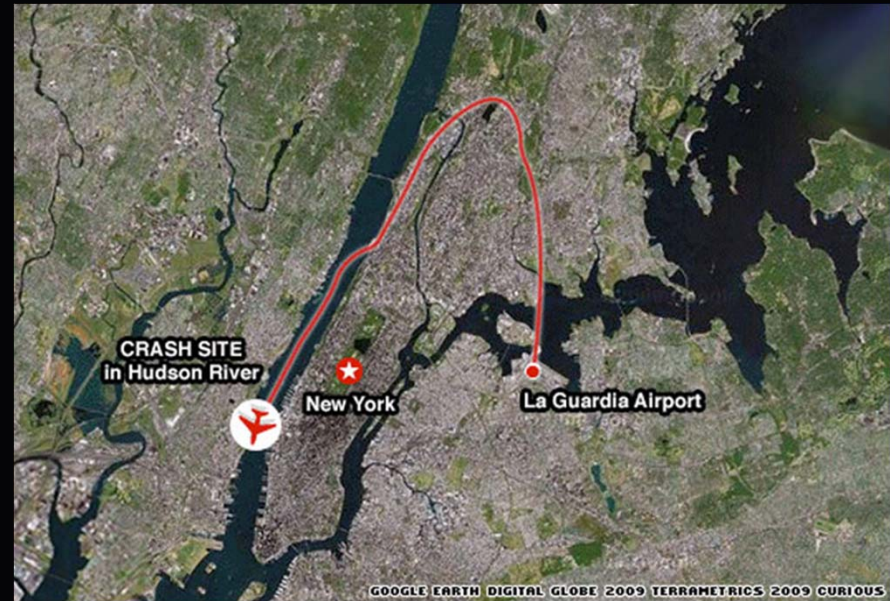 CRASH SITE
in Hudson River
New York
La Guardia Airport
GOOGLE EARTH DIGITAL GLOBE 2009 TERRAMETRICS 2009 CURIOUS